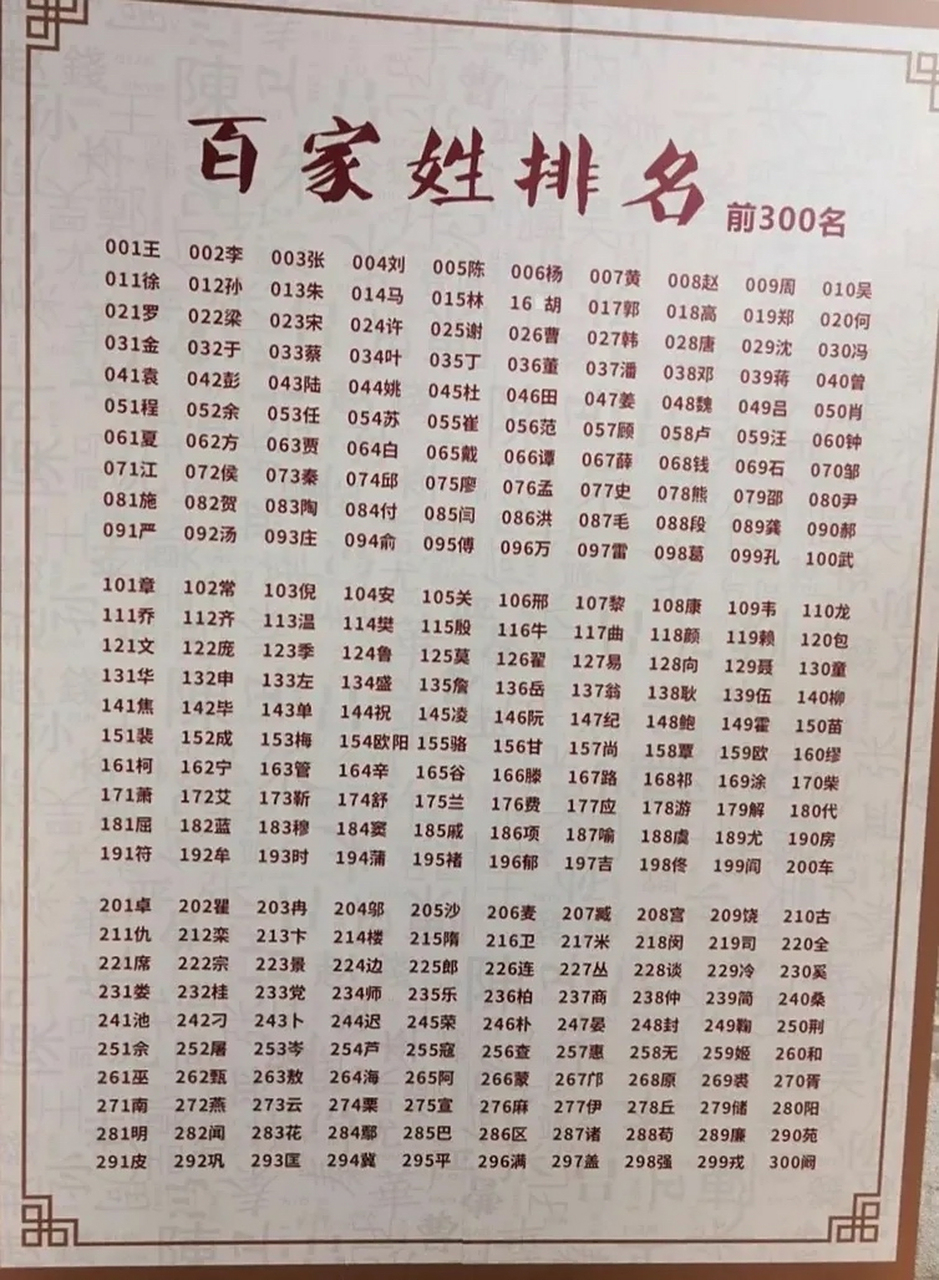 百家姓排名 前300名
001王 002李 003张 004刘 005陈 006杨 007黄 008赵 009周 010吴
011徐 012孙 013朱 014马 015林 16 胡 017郭 018高 019郑 020何
021罗 022梁 023宋 024许 025谢 026曹 027韩 028唐 029沈 030冯
031金 032于 033蔡 034叶 035丁 036董 037潘 038邓 039蒋 040曾
041袁 042彭 043陆 044姚 045杜 046田 047姜 048魏 049吕 050肖
051程 052余 053任 054苏 055崔 056范 057顾 058卢 059汪 060钟
061夏 062方 063贾 064白 065戴 066谭 067薛 068钱 069石 070邹
071江 072侯 073秦 074邱 075廖 076孟 077史 078熊 079邵 080尹
081施 082贺 083陶 084付 085闫 086洪 087毛 088段 089龚 090郝
091严 092汤 093庄 094俞 095傅 096万 097雷 098葛 099孔 100武
101章 102常 103倪 104安 105关 106邢 107黎 108康 109韦 110龙
111乔 112齐 113温 114樊 115殷 116牛 117曲 118颜 119赖 120包
121文 122庞 123季 124鲁 125莫 126翟 127易 128向 129聂 130童
131华 132申 133左 134盛 135詹 136岳 137翁 138耿 139伍 140柳
141焦 142毕 143单 144祝 145凌 146阮 147纪 148鲍 149霍 150苗
151裴 152成 153梅 154欧阳 155骆 156甘 157尚 158覃 159欧 160缪
161柯 162宁 163管 164辛 165谷 166滕 167路 168祁 169涂 170柴
171萧 172艾 173靳 174舒 175兰 176费 177应 178游 179解 180代
181屈 182蓝 183穆 184窦 185戚 186项 187喻 188虞 189尤 190房
191符 192牟 193时 194蒲 195褚 196郁 197吉 198佟 199阎 200车
201卓 202瞿 203冉 204邬 205沙 206麦 207臧 208宫 209饶 210古
211仇 212栾 213卞 214楼 215隋 216卫 217米 218闵 219司 220全
221席 222宗 223景 224边 225郎 226连 227丛 228谈 229冷 230奚
231娄 232桂 233党 234师 235乐 236柏 237商 238仲 239简 240桑
241池 242刁 243卜 244迟 245荣 246朴 247晏 248封 249鞠 250荆
251佘 252屠 253岑 254芦 255寇 256查 257惠 258无 259姬 260和
261巫 262甄 263敖 264海 265阿 266蒙 267邝 268原 269裘 270胥
271南 272燕 273云 274栗 275宣 276麻 277伊 278丘 279储 280阳
281明 282闻 283花 284鄢 285巴 286区 287诸 288苟 289廉 290苑
291皮 292巩 293匡 294冀 295平 296满 297盖 298强 299戎 300阚